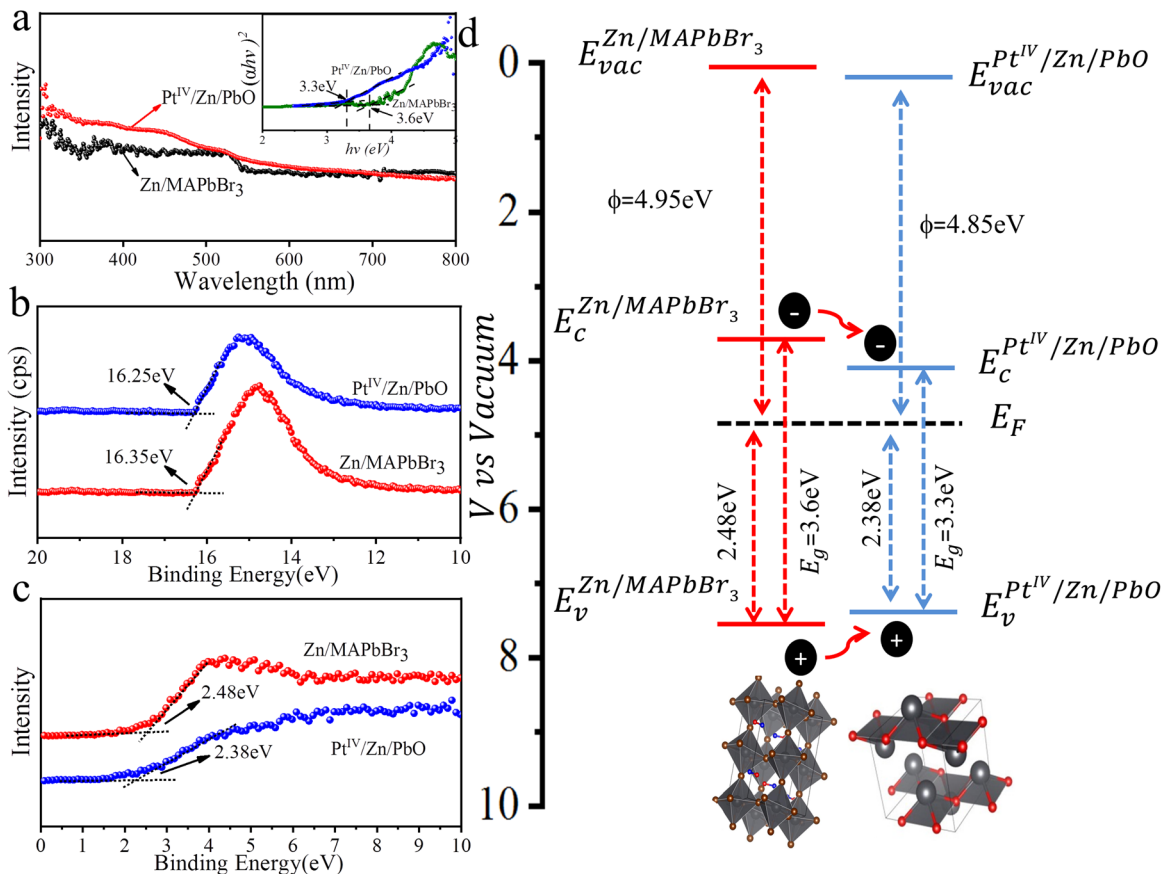 a
Intensity
Pt^IV/Zn/PbO
Zn/MAPbBr₃
300 400 500 600 700 800
Wavelength (nm)
(αhν)²
Pt^IV/Zn/PbO
3.3eV
Zn/MAPbBr₃
3.6eV
2 3 4 5
hν (eV)
b
Intensity (cps)
16.25eV
Pt^IV/Zn/PbO
16.35eV
Zn/MAPbBr₃
20 18 16 14 12 10
Binding Energy(eV)
c
Intensity
Zn/MAPbBr₃
2.48eV
2.38eV
Pt^IV/Zn/PbO
0 1 2 3 4 5 6 7 8 9 10
Binding Energy(eV)
d
V vs Vacuum
0
2
4
6
8
10
E_vac^Zn/MAPbBr₃
E_vac^Pt^IV/Zn/PbO
ϕ=4.95eV
ϕ=4.85eV
E_c^Zn/MAPbBr₃
-
-
E_c^Pt^IV/Zn/PbO
E_F
2.48eV
E_g=3.6eV
2.38eV
E_g=3.3eV
E_v^Zn/MAPbBr₃
E_v^Pt^IV/Zn/PbO
+
+